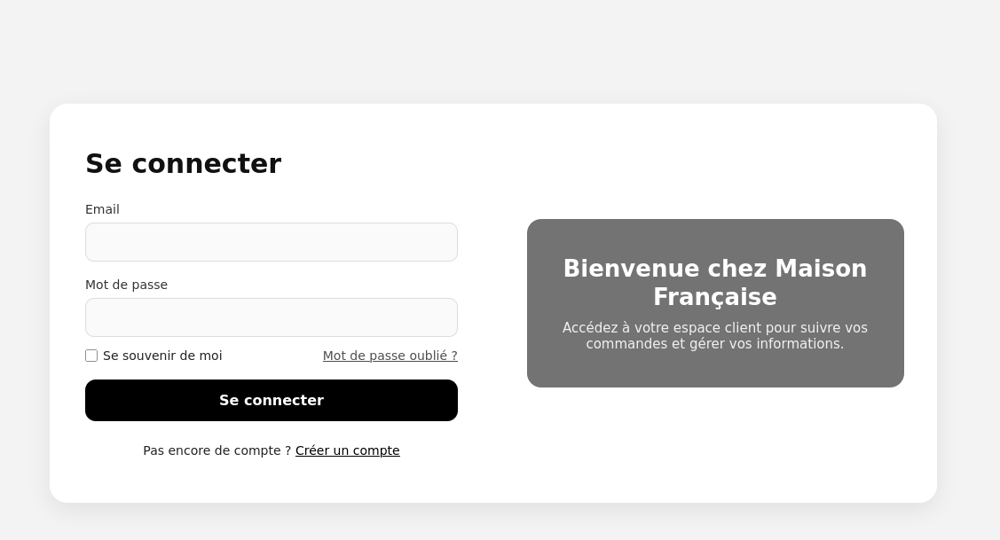 Se connecter
Email
Mot de passe
Se souvenir de moi
Mot de passe oublié ?
Se connecter
Pas encore de compte ? Créer un compte
Bienvenue chez Maison
Française
Accédez à votre espace client pour suivre vos
commandes et gérer vos informations.